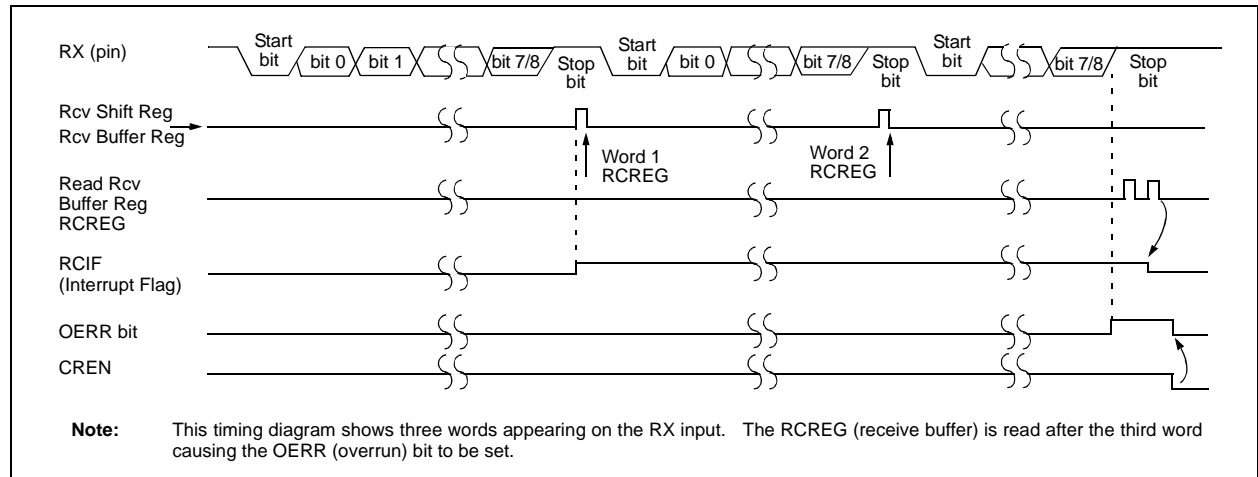 RX (pin)
Start bit
bit 0
bit 1
bit 7/8
Stop bit
Start bit
bit 0
bit 7/8
Stop bit
Start bit
bit 7/8
Stop bit
Rcv Shift Reg
Rcv Buffer Reg
Word 1
RCREG
Word 2
RCREG
Read Rcv
Buffer Reg
RCREG
RCIF
(Interrupt Flag)
OERR bit
CREN
Note: This timing diagram shows three words appearing on the RX input. The RCREG (receive buffer) is read after the third word
causing the OERR (overrun) bit to be set.